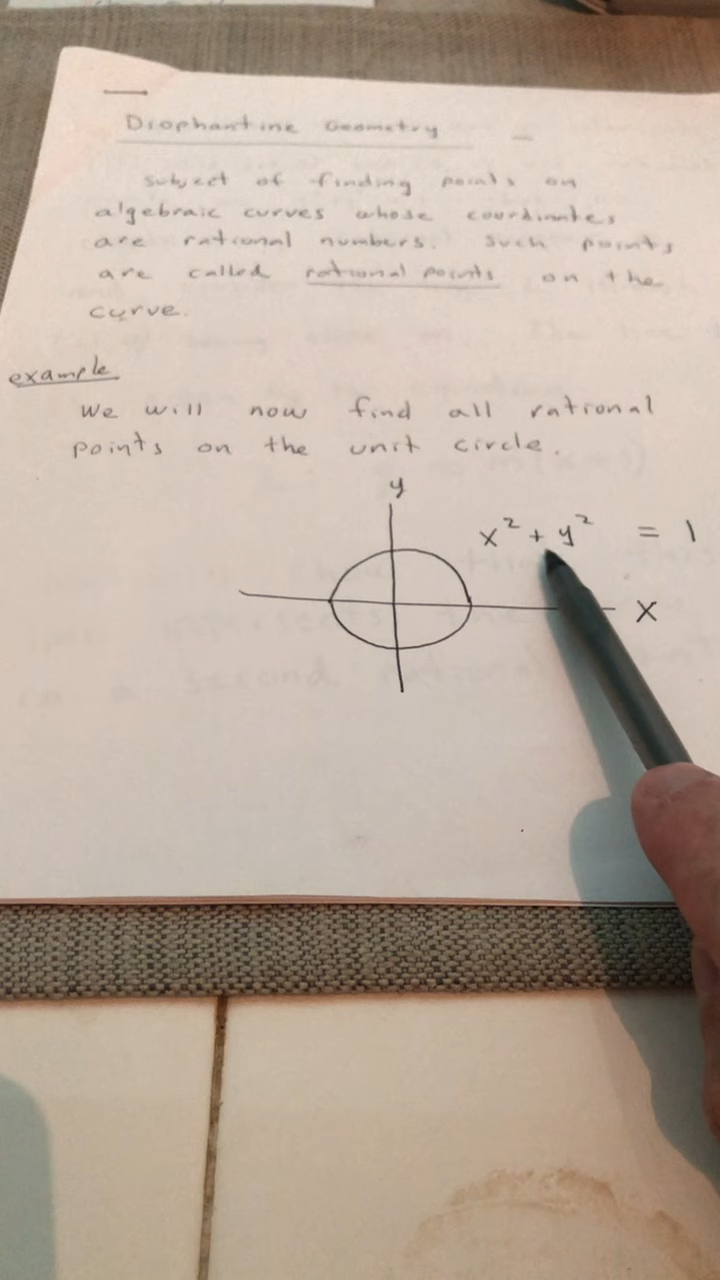 Diophantine Geometry
subject of finding points on
algebraic curves whose coordinates
are rational numbers. Such points
are called rational points on the
curve.
example
We will now find all rational
points on the unit circle.
y
x² + y² = 1
x